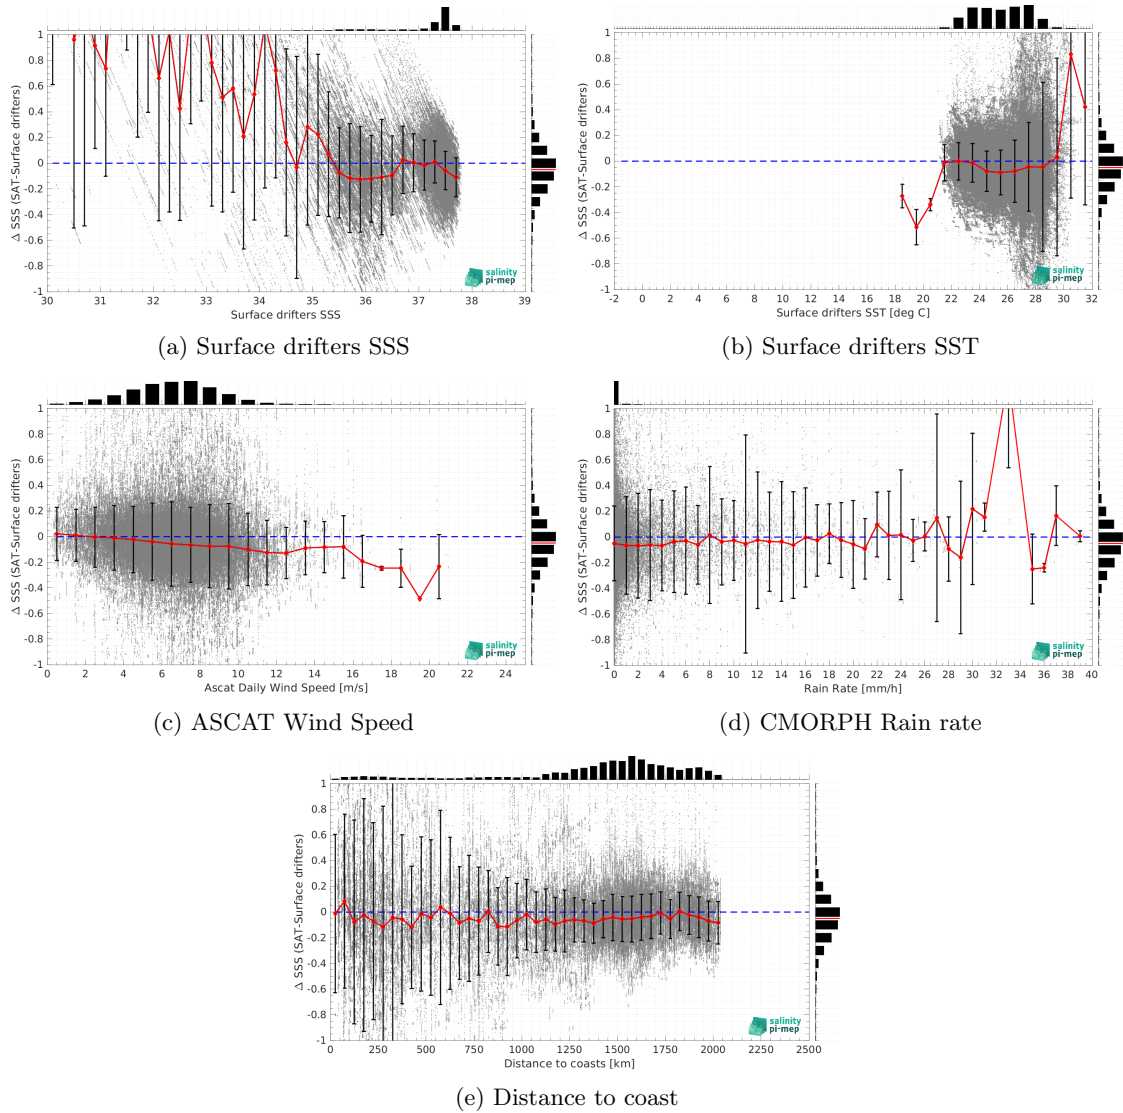 1
0.8
0.6
0.4
0.2
0
-0.2
-0.4
-0.6
-0.8
-1
Δ SSS (SAT-Surface drifters)
salinity
pi-mep
30 31 32 33 34 35 36 37 38 39
Surface drifters SSS
(a) Surface drifters SSS
1
0.8
0.6
0.4
0.2
0
-0.2
-0.4
-0.6
-0.8
-1
Δ SSS (SAT-Surface drifters)
salinity
pi-mep
-2 0 2 4 6 8 10 12 14 16 18 20 22 24 26 28 30 32
Surface drifters SST [deg C]
(b) Surface drifters SST
1
0.8
0.6
0.4
0.2
0
-0.2
-0.4
-0.6
-0.8
-1
Δ SSS (SAT-Surface drifters)
salinity
pi-mep
0 2 4 6 8 10 12 14 16 18 20 22 24
Ascat Daily Wind Speed [m/s]
(c) ASCAT Wind Speed
1
0.8
0.6
0.4
0.2
0
-0.2
-0.4
-0.6
-0.8
-1
Δ SSS (SAT-Surface drifters)
salinity
pi-mep
0 2 4 6 8 10 12 14 16 18 20 22 24 26 28 30 32 34 36 38 40
Rain Rate [mm/h]
(d) CMORPH Rain rate
1
0.8
0.6
0.4
0.2
0
-0.2
-0.4
-0.6
-0.8
-1
Δ SSS (SAT-Surface drifters)
salinity
pi-mep
0 250 500 750 1000 1250 1500 1750 2000 2250 2500
Distance to coasts [km]
(e) Distance to coast